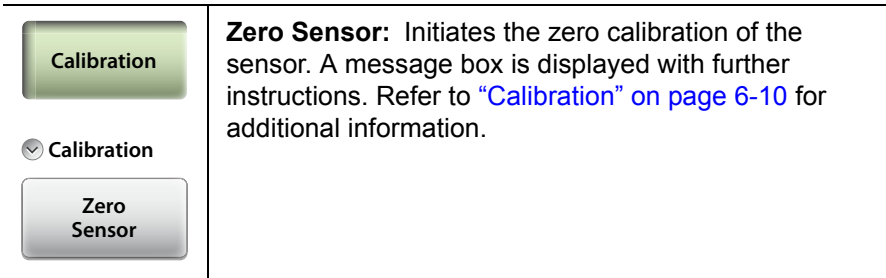 Calibration
Calibration
Zero
Sensor
Zero Sensor: Initiates the zero calibration of the
sensor. A message box is displayed with further
instructions. Refer to “Calibration” on page 6-10 for
additional information.